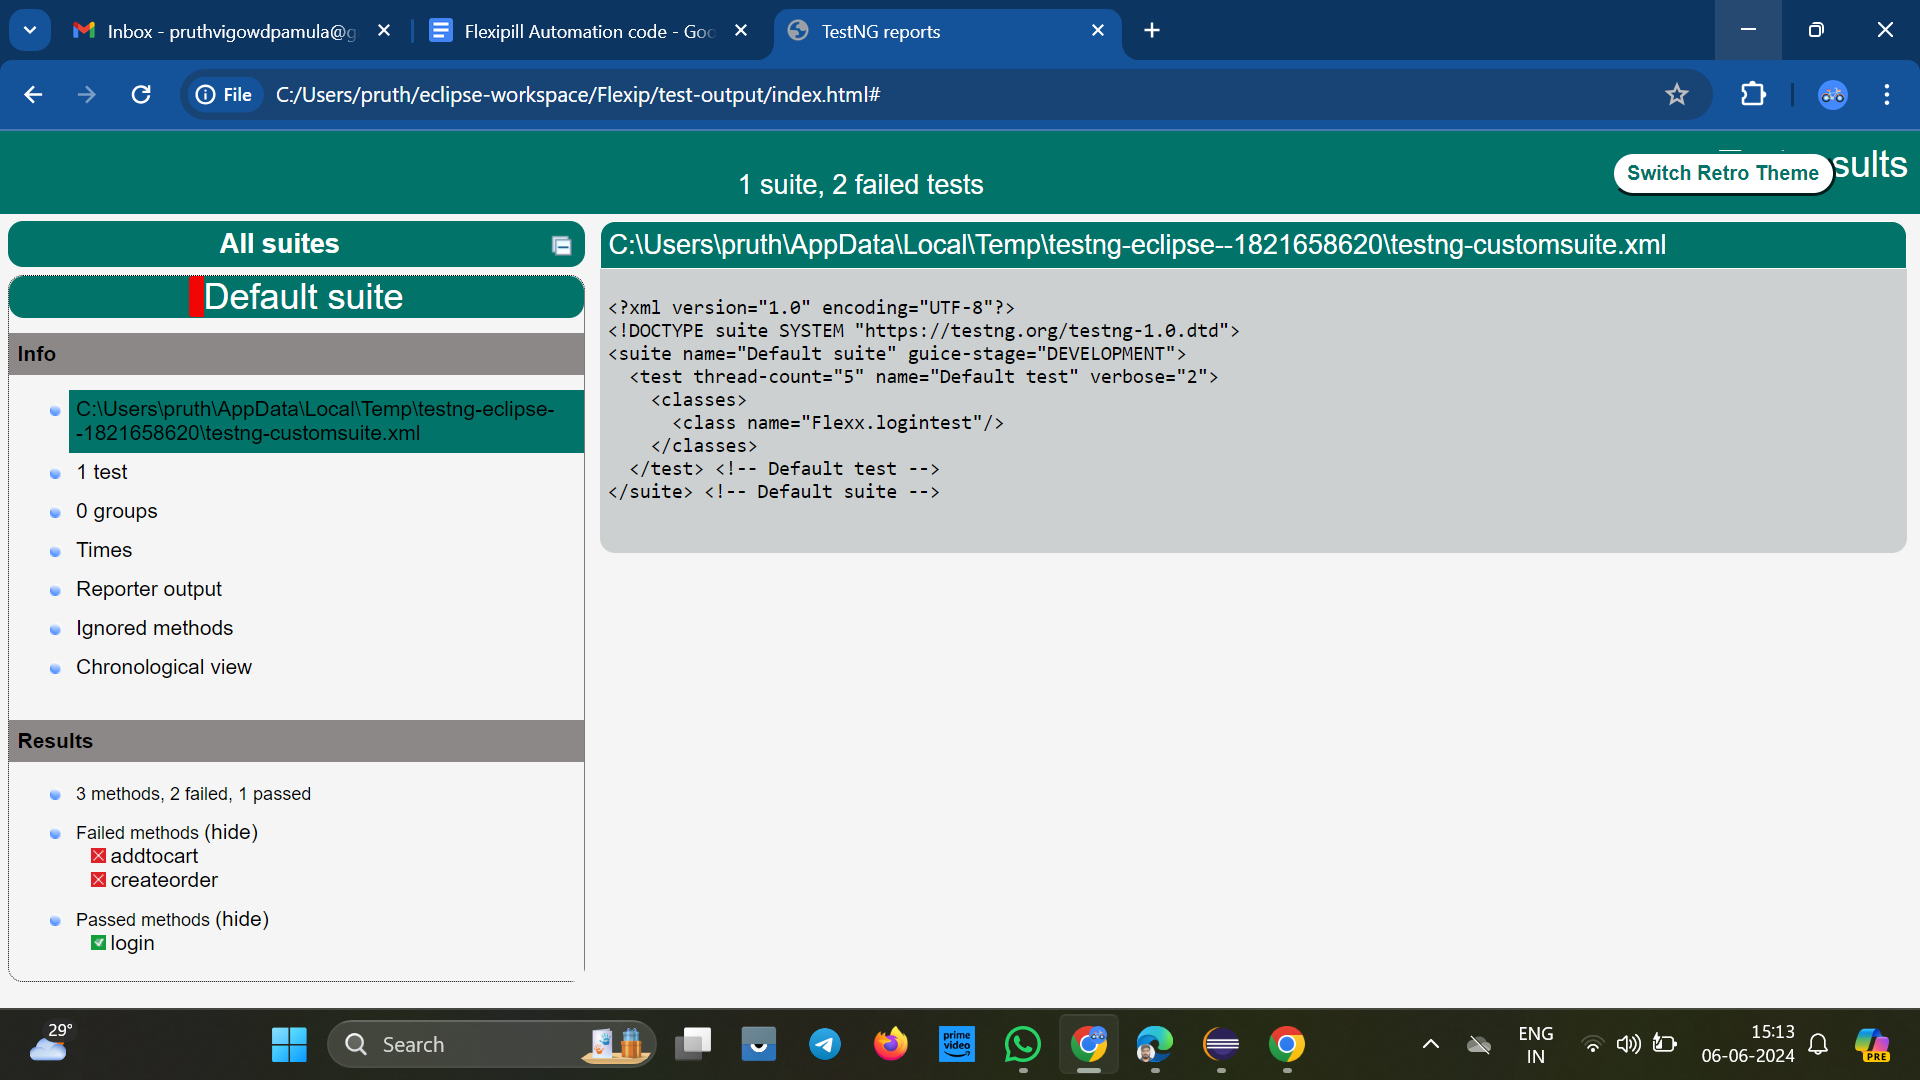 Inbox - pruthvigowdpamula@g
Flexipill Automation code - Goo
TestNG reports
File
C:/Users/pruth/eclipse-workspace/Flexip/test-output/index.html#
1 suite, 2 failed tests
Switch Retro Theme
sults
All suites
Default suite
Info
C:\Users\pruth\AppData\Local\Temp\testng-eclipse-
-1821658620\testng-customsuite.xml
1 test
0 groups
Times
Reporter output
Ignored methods
Chronological view
Results
3 methods, 2 failed, 1 passed
Failed methods (hide)
addtocart
createorder
Passed methods (hide)
login
C:\Users\pruth\AppData\Local\Temp\testng-eclipse--1821658620\testng-customsuite.xml
<?xml version="1.0" encoding="UTF-8"?>
<!DOCTYPE suite SYSTEM "https://testng.org/testng-1.0.dtd">
<suite name="Default suite" guice-stage="DEVELOPMENT">
<test thread-count="5" name="Default test" verbose="2">
<classes>
<class name="Flexx.logintest"/>
</classes>
</test> <!-- Default test -->
</suite> <!-- Default suite -->
29°
Search
prime
video
ENG
IN
15:13
06-06-2024
PRE